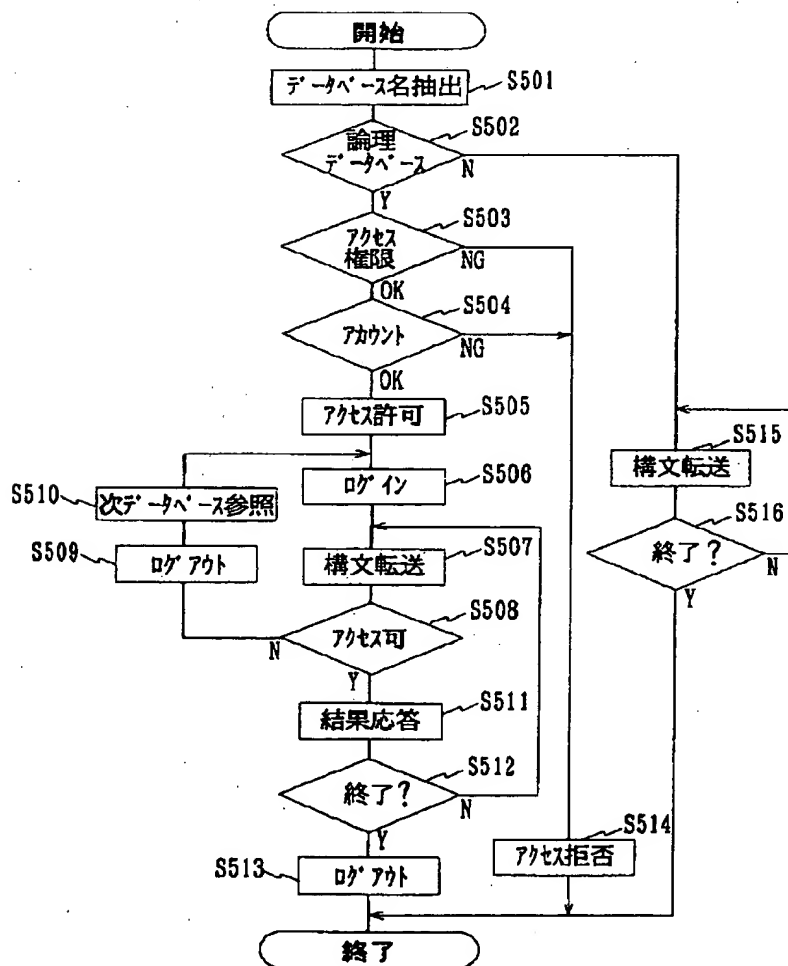 開始
データベース名抽出
S501
論理
データベース
S502
N
Y
アクセス
権限
S503
NG
OK
アカウント
S504
NG
OK
アクセス許可
S505
ログイン
S506
S510
次データベース参照
構文転送
S507
S509
ログアウト
アクセス可
S508
N
Y
結果応答
S511
終了?
S512
N
Y
S513
ログアウト
アクセス拒否
S514
構文転送
S515
終了?
S516
N
Y
終了